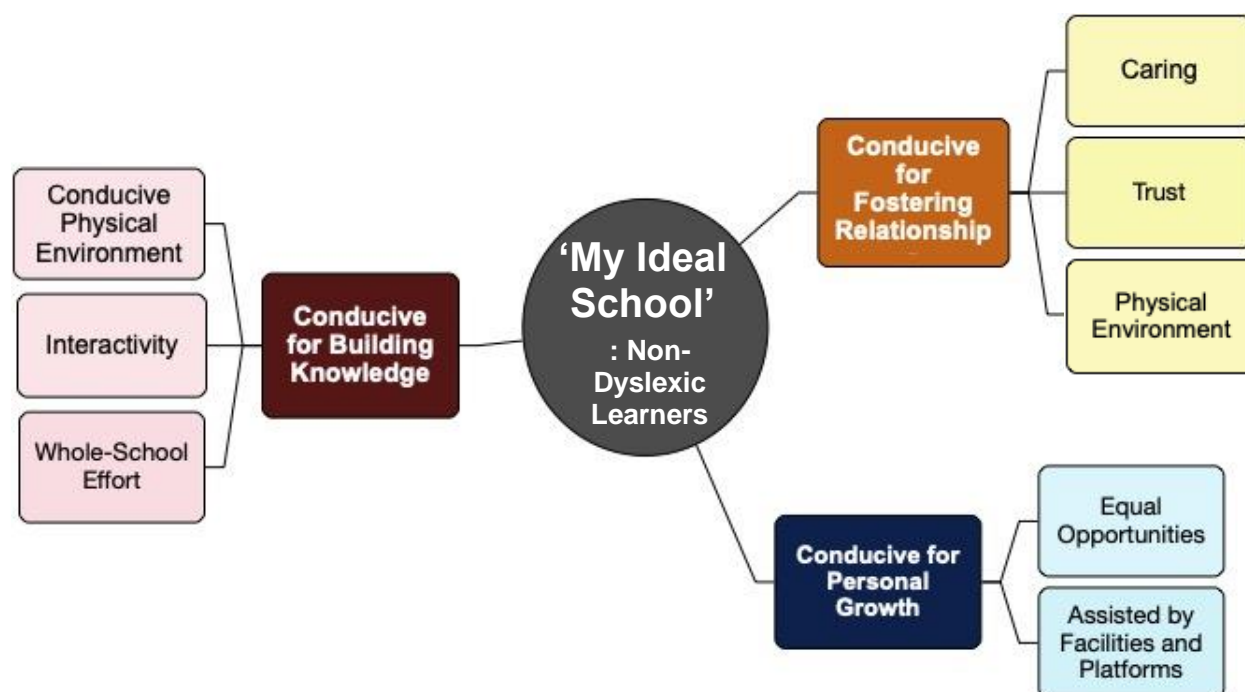 Conducive
Physical
Environment
Interactivity
Whole-School
Effort
Conducive
for Building
Knowledge
‘My Ideal
School’
: Non-
Dyslexic
Learners
Conducive
for
Fostering
Relationship
Caring
Trust
Physical
Environment
Conducive for
Personal
Growth
Equal
Opportunities
Assisted by
Facilities and
Platforms